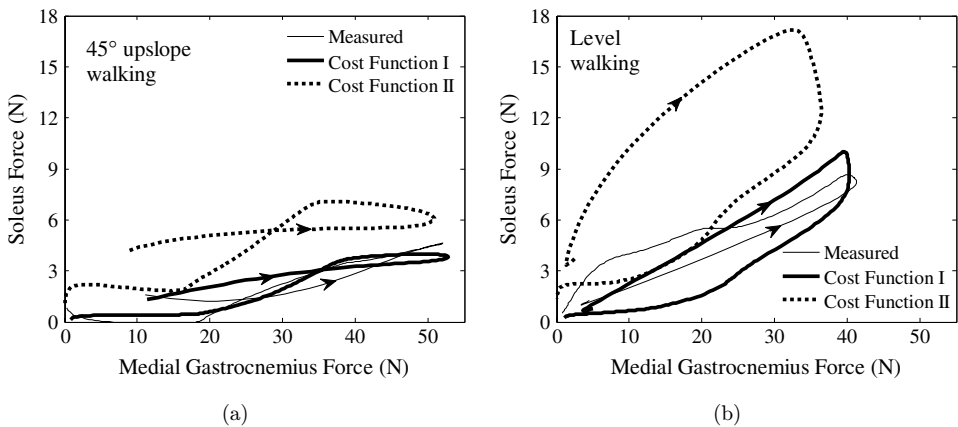 18
15
12
9
6
3
0
Soleus Force (N)
45° upslope
walking
Measured
Cost Function I
Cost Function II
0 10 20 30 40 50
Medial Gastrocnemius Force (N)
(a)
18
15
12
9
6
3
0
Soleus Force (N)
Level
walking
Measured
Cost Function I
Cost Function II
0 10 20 30 40 50
Medial Gastrocnemius Force (N)
(b)